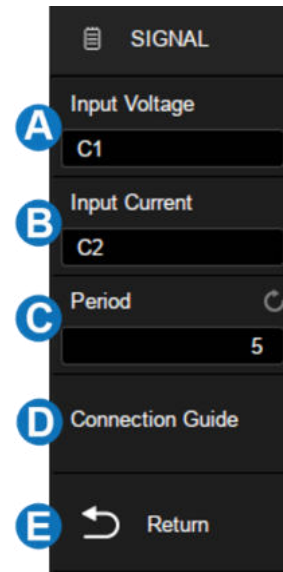 SIGNAL
A
Input Voltage
C1
B
Input Current
C2
C
Period
5
D
Connection Guide
E
Return